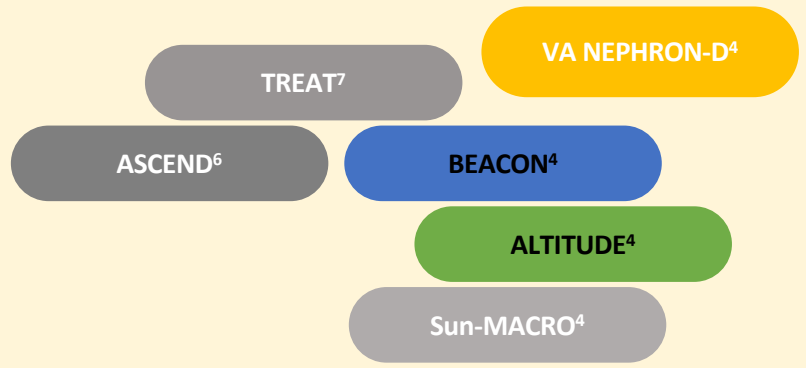 VA NEPHRON-D⁴
TREAT⁷
ASCEND⁶
BEACON⁴
ALTITUDE⁴
Sun-MACRO⁴